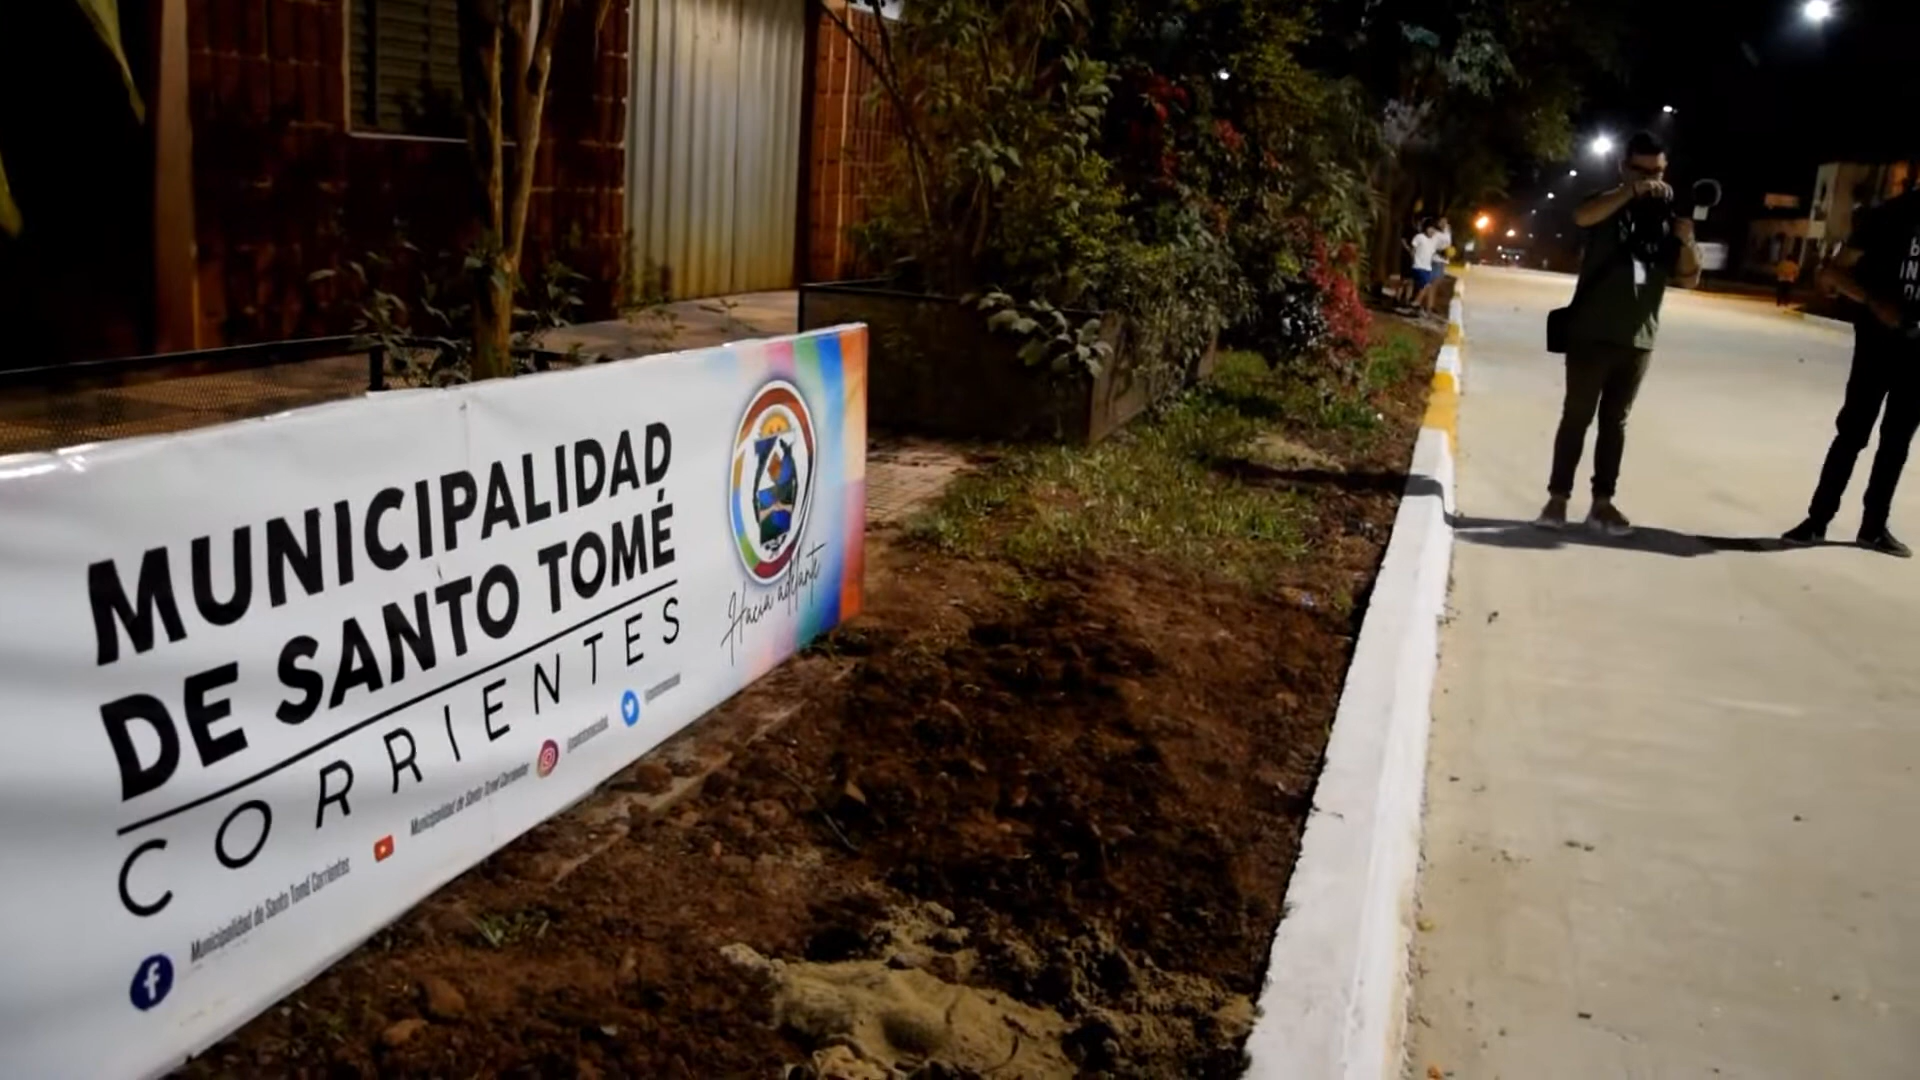 MUNICIPALIDAD
DE SANTO TOMÉ
CORRIENTES
Hacia adelante
Municipalidad de Santo Tomé Corrientes
Municipalidad de Santo Tomé Corrientes